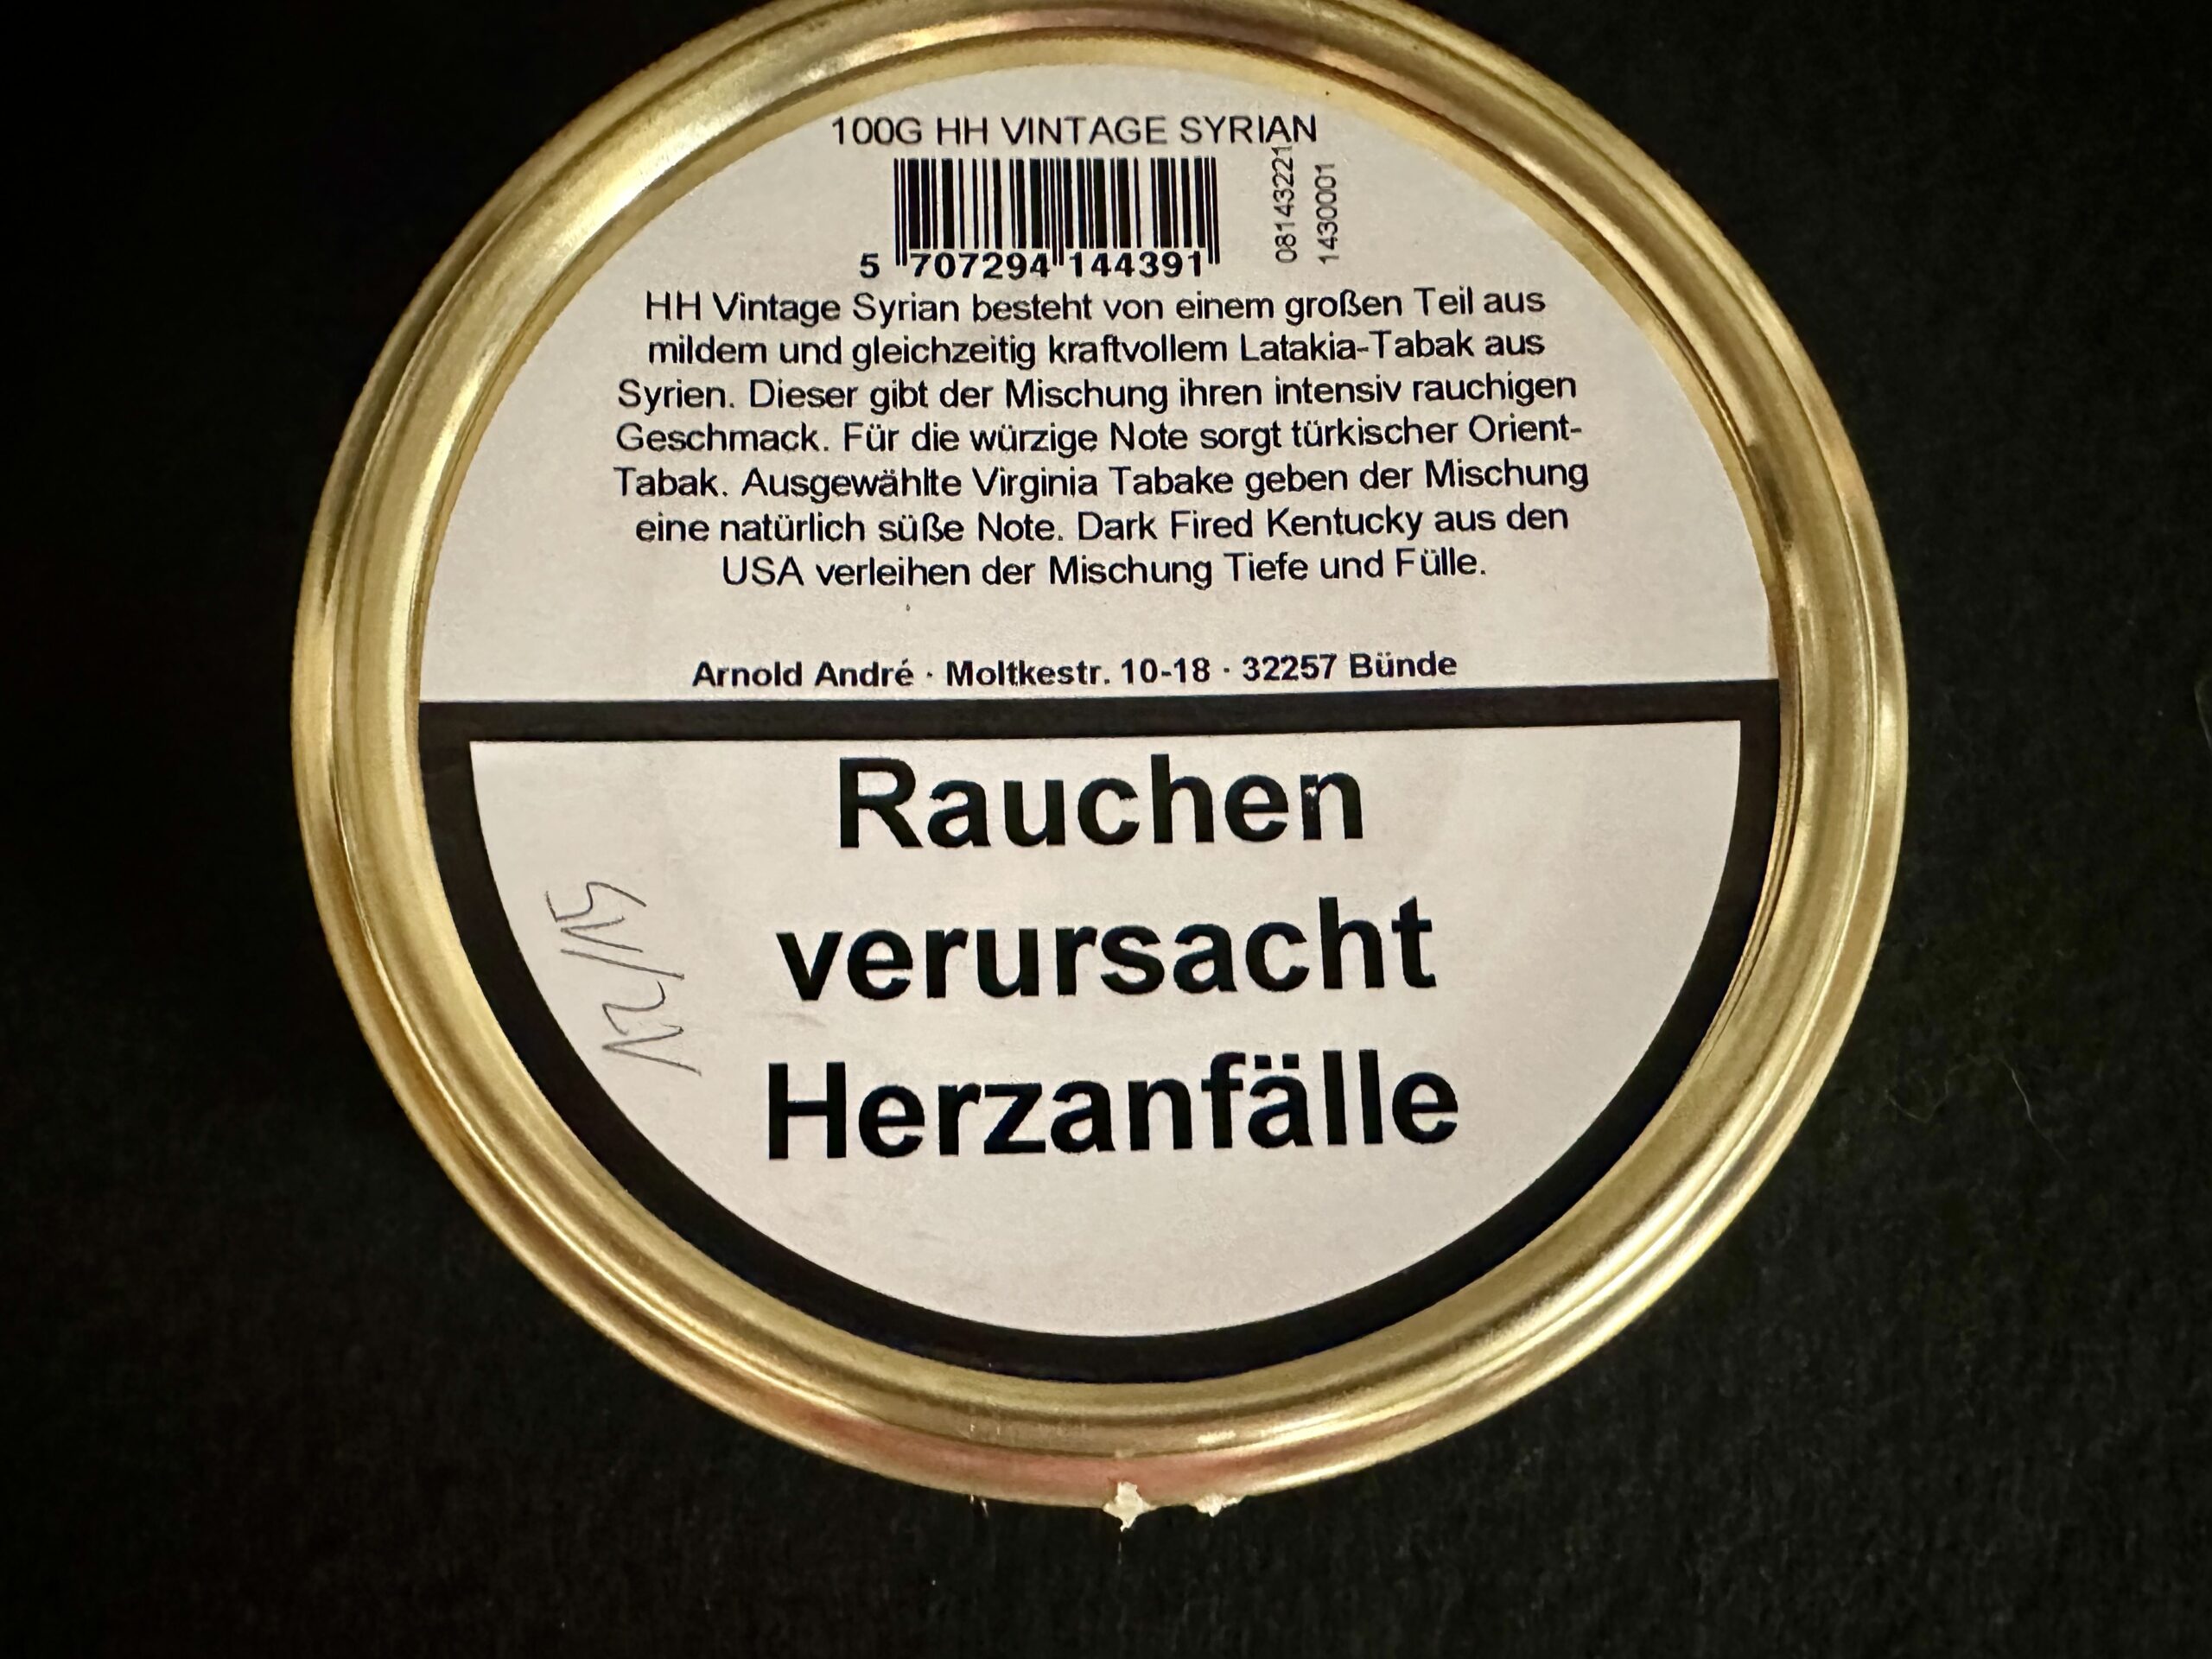 100G HH VINTAGE SYRIAN
08143221
1430001
5 707294 144391
HH Vintage Syrian besteht von einem großen Teil aus
mildem und gleichzeitig kraftvollem Latakia-Tabak aus
Syrien. Dieser gibt der Mischung ihren intensiv rauchigen
Geschmack. Für die würzige Note sorgt türkischer Orient-
Tabak. Ausgewählte Virginia Tabake geben der Mischung
eine natürlich süße Note. Dark Fired Kentucky aus den
USA verleihen der Mischung Tiefe und Fülle.
Arnold André · Moltkestr. 10-18 · 32257 Bünde
Rauchen
verursacht
Herzanfälle